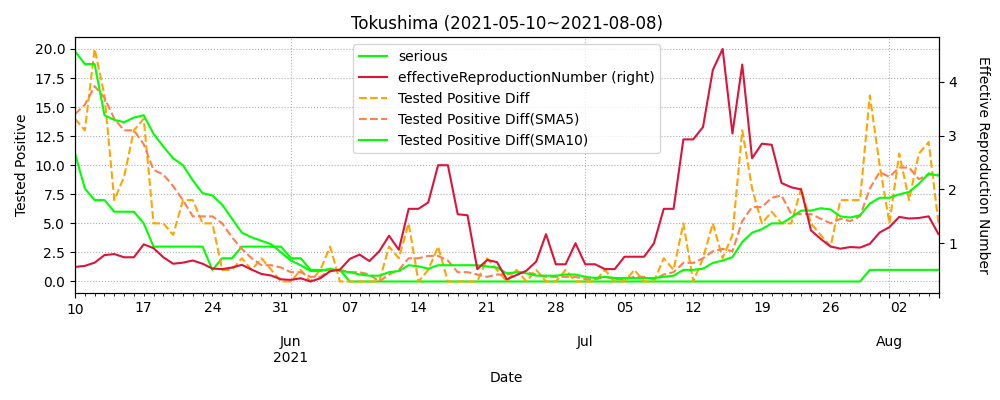 Tokushima (2021-05-10~2021-08-08)
serious
effectiveReproductionNumber (right)
Tested Positive Diff
Tested Positive Diff(SMA5)
Tested Positive Diff(SMA10)
20.0
17.5
15.0
12.5
10.0
7.5
5.0
2.5
0.0
Tested Positive
4
3
2
1
Effective Reproduction Number
10 17 24 31 07 14 21 28 05 12 19 26 02
Jun Jul Aug
2021
Date